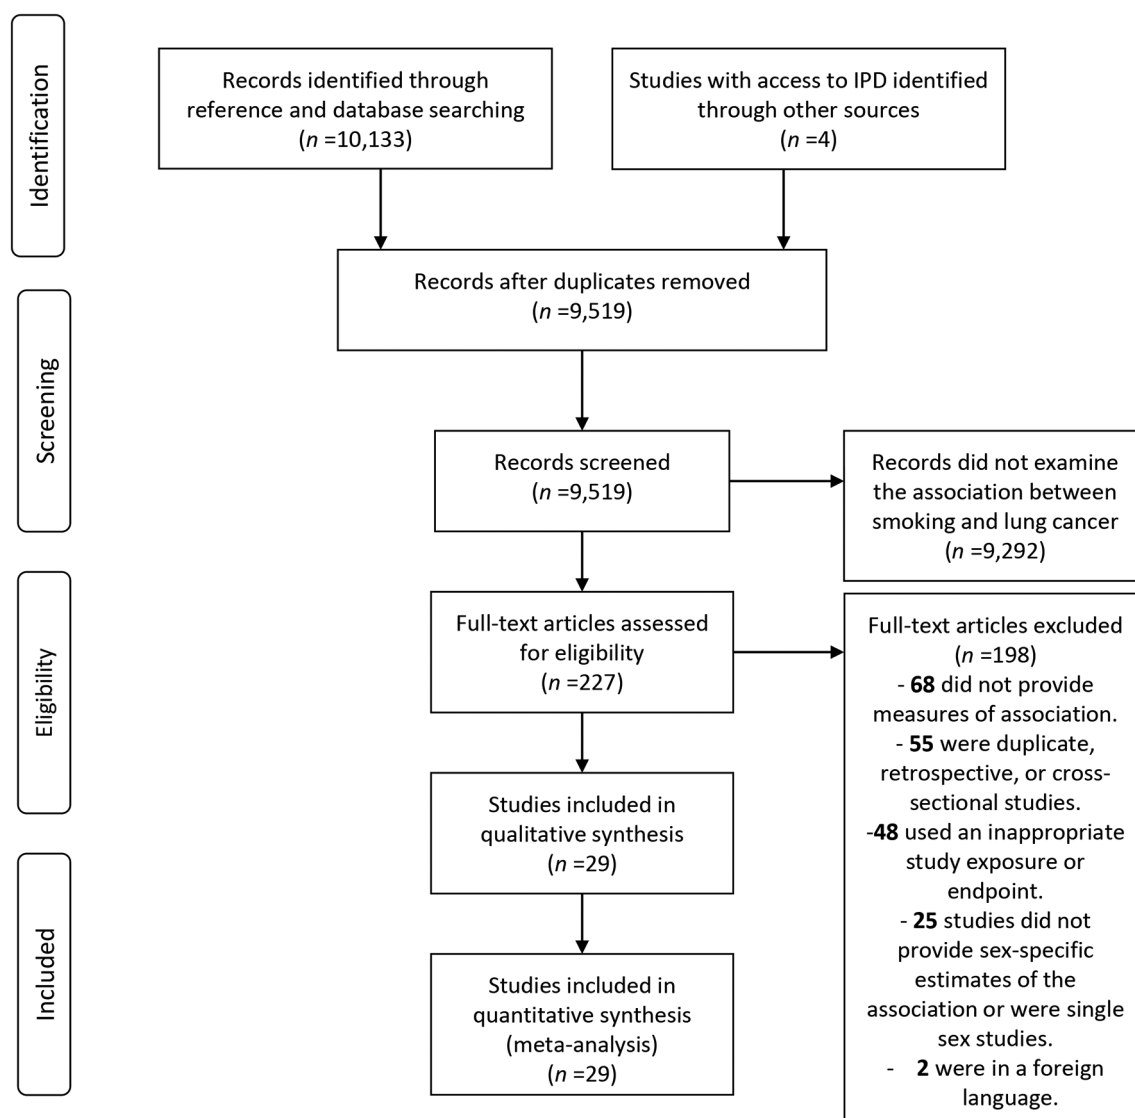 Identification
Records identified through
reference and database searching
(n =10,133)
Studies with access to IPD identified
through other sources
(n =4)
Records after duplicates removed
(n =9,519)
Screening
Records screened
(n =9,519)
Records did not examine
the association between
smoking and lung cancer
(n =9,292)
Eligibility
Full-text articles assessed
for eligibility
(n =227)
Full-text articles excluded
(n =198)
- 68 did not provide
measures of association.
- 55 were duplicate,
retrospective, or cross-
sectional studies.
-48 used an inappropriate
study exposure or
endpoint.
- 25 studies did not
provide sex-specific
estimates of the
association or were single
sex studies.
- 2 were in a foreign
language.
Studies included in
qualitative synthesis
(n =29)
Included
Studies included in
quantitative synthesis
(meta-analysis)
(n =29)